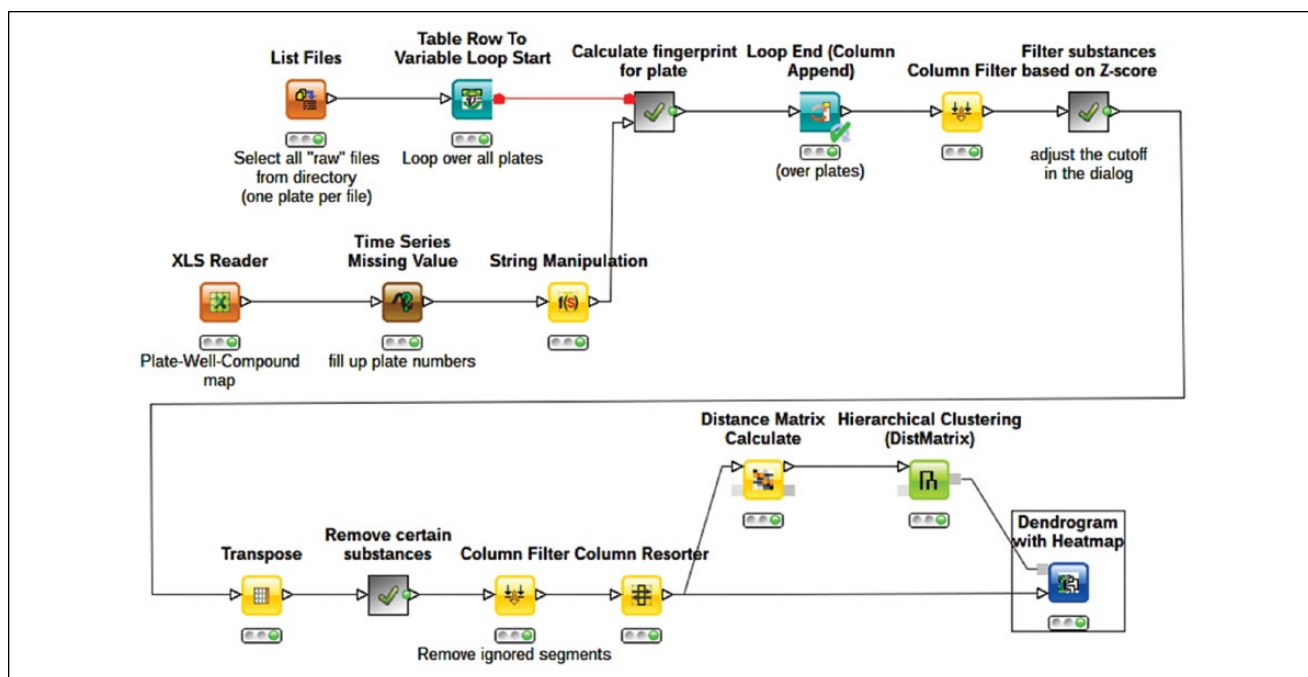 List Files
Table Row To
Variable Loop Start
Calculate fingerprint
for plate
Loop End (Column
Append)
Column Filter
Filter substances
based on Z-score
Select all "raw" files
from directory
(one plate per file)
Loop over all plates
(over plates)
adjust the cutoff
in the dialog
XLS Reader
Time Series
Missing Value
String Manipulation
f(S)
Plate-Well-Compound
map
fill up plate numbers
Distance Matrix
Calculate
Hierarchical Clustering
(DistMatrix)
Dendrogram
with Heatmap
Transpose
Remove certain
substances
Column Filter
Column Resorter
Remove ignored segments